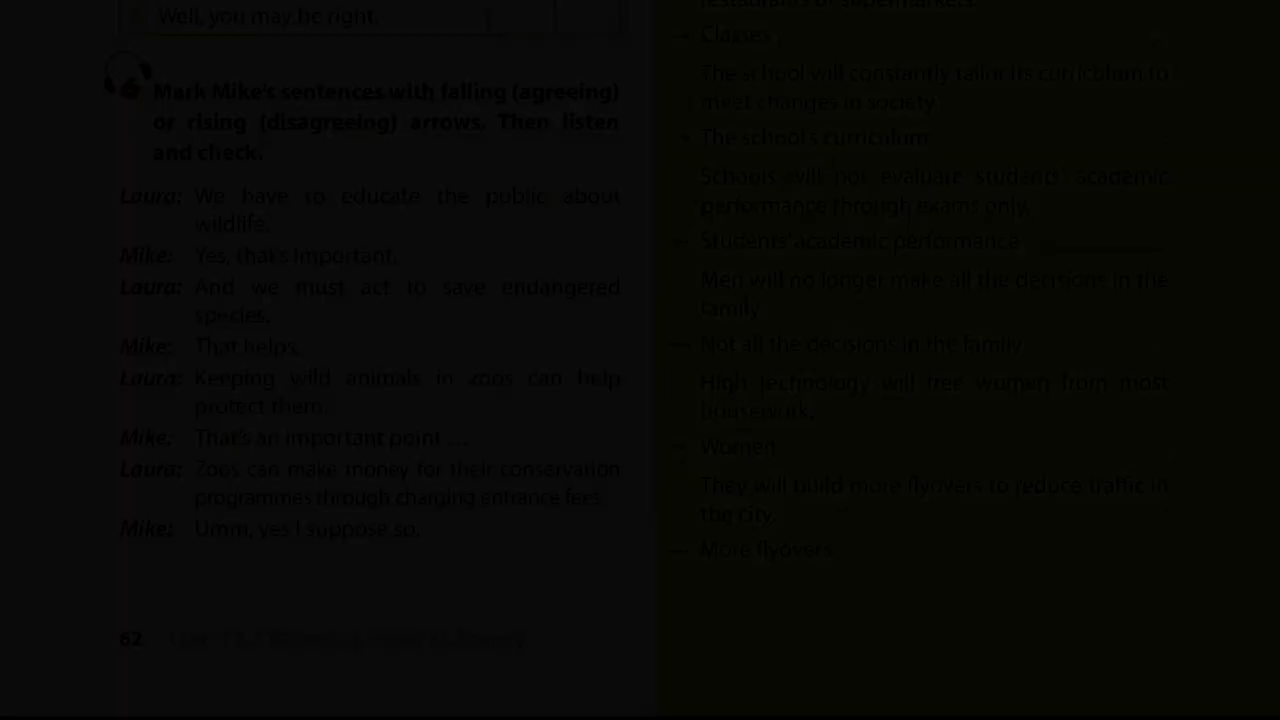 Well, you may be right.
Mark Mike's sentences with falling (agreeing)
or rising (disagreeing) arrows. Then listen
and check.
Laura: We have to educate the public about
wildlife.
Mike: Yes, that's important.
Laura: And we must act to save endangered
species.
Mike: That helps.
Laura: Keeping wild animals in zoos can help
protect them.
Mike: That's an important point ...
Laura: Zoos can make money for their conservation
programmes through charging entrance fees.
Mike: Umm, yes I suppose so.
62
restaurants or supermarkets.
→ Classes
The school will constantly tailor its curriculum to
meet changes in society.
→ The school's curriculum
Schools will not evaluate students' academic
performance through exams only.
→ Students' academic performance
Men will no longer make all the decisions in the
family.
→ Not all the decisions in the family
High technology will free women from most
housework.
→ Women
They will build more flyovers to reduce traffic in
the city.
→ More flyovers